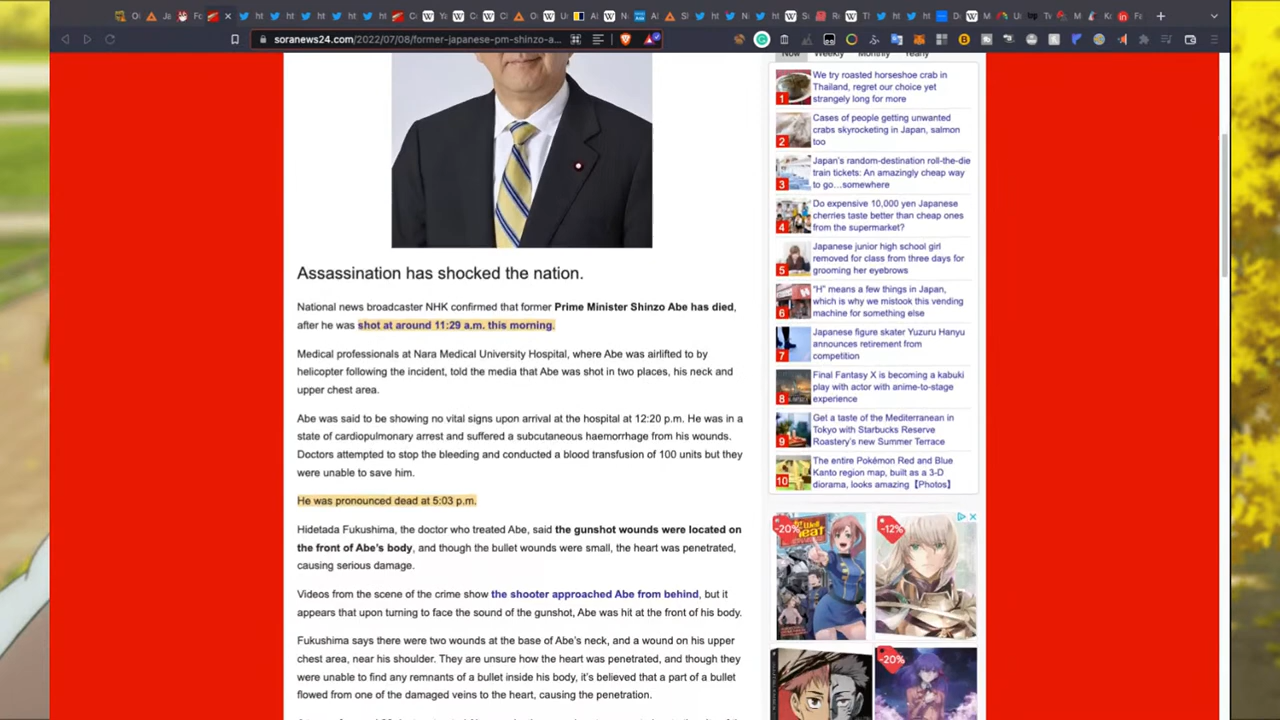 soranews24.com/2022/07/08/former-japanese-pm-shinzo-a...
Now Weekly Monthly Yearly
Assassination has shocked the nation.
National news broadcaster NHK confirmed that former Prime Minister Shinzo Abe has died,
after he was shot at around 11:29 a.m. this morning.
Medical professionals at Nara Medical University Hospital, where Abe was airlifted to by
helicopter following the incident, told the media that Abe was shot in two places, his neck and
upper chest area.
Abe was said to be showing no vital signs upon arrival at the hospital at 12:20 p.m. He was in a
state of cardiopulmonary arrest and suffered a subcutaneous haemorrhage from his wounds.
Doctors attempted to stop the bleeding and conducted a blood transfusion of 100 units but they
were unable to save him.
He was pronounced dead at 5:03 p.m.
Hidetada Fukushima, the doctor who treated Abe, said the gunshot wounds were located on
the front of Abe's body, and though the bullet wounds were small, the heart was penetrated,
causing serious damage.
Videos from the scene of the crime show the shooter approached Abe from behind, but it
appears that upon turning to face the sound of the gunshot, Abe was hit at the front of his body.
Fukushima says there were two wounds at the base of Abe's neck, and a wound on his upper
chest area, near his shoulder. They are unsure how the heart was penetrated, and though they
were unable to find any remnants of a bullet inside his body, it's believed that a part of a bullet
flowed from one of the damaged veins to the heart, causing the penetration.
We try roasted horseshoe crab in
Thailand, regret our choice yet
1 strangely long for more
Cases of people getting unwanted
crabs skyrocketing in Japan, salmon
2 too
Japan's random-destination roll-the-die
train tickets: An amazingly cheap way
3 to go…somewhere
Do expensive 10,000 yen Japanese
cherries taste better than cheap ones
4 from the supermarket?
Japanese junior high school girl
removed for class from three days for
5 grooming her eyebrows
"H" means a few things in Japan,
which is why we mistook this vending
6 machine for something else
Japanese figure skater Yuzuru Hanyu
announces retirement from
7 competition
Final Fantasy X is becoming a kabuki
play with actor with anime-to-stage
8 experience
Get a taste of the Mediterranean in
Tokyo with Starbucks Reserve
9 Roastery's new Summer Terrace
The entire Pokémon Red and Blue
Kanto region map, built as a 3-D
10 diorama, looks amazing【Photos】
-20%
-12%
-20%